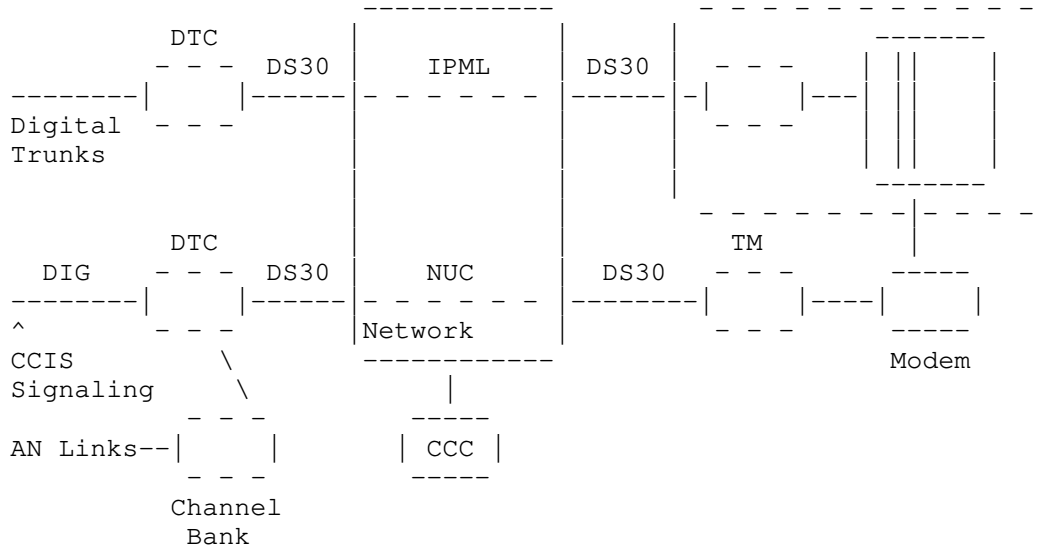 DTC
DS30 IPML DS30
Digital
Trunks
DTC TM
DIG DS30 NUC DS30
^ Network
CCIS Modem
Signaling
AN Links CCC
Channel
Bank